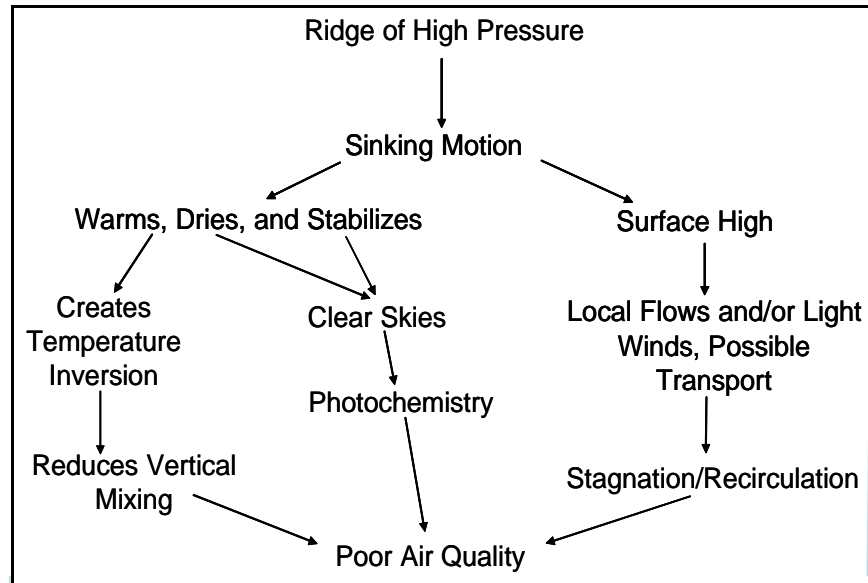 Ridge of High Pressure
Sinking Motion
Warms, Dries, and Stabilizes
Surface High
Creates
Temperature
Inversion
Clear Skies
Local Flows and/or Light
Winds, Possible
Transport
Photochemistry
Reduces Vertical
Mixing
Stagnation/Recirculation
Poor Air Quality